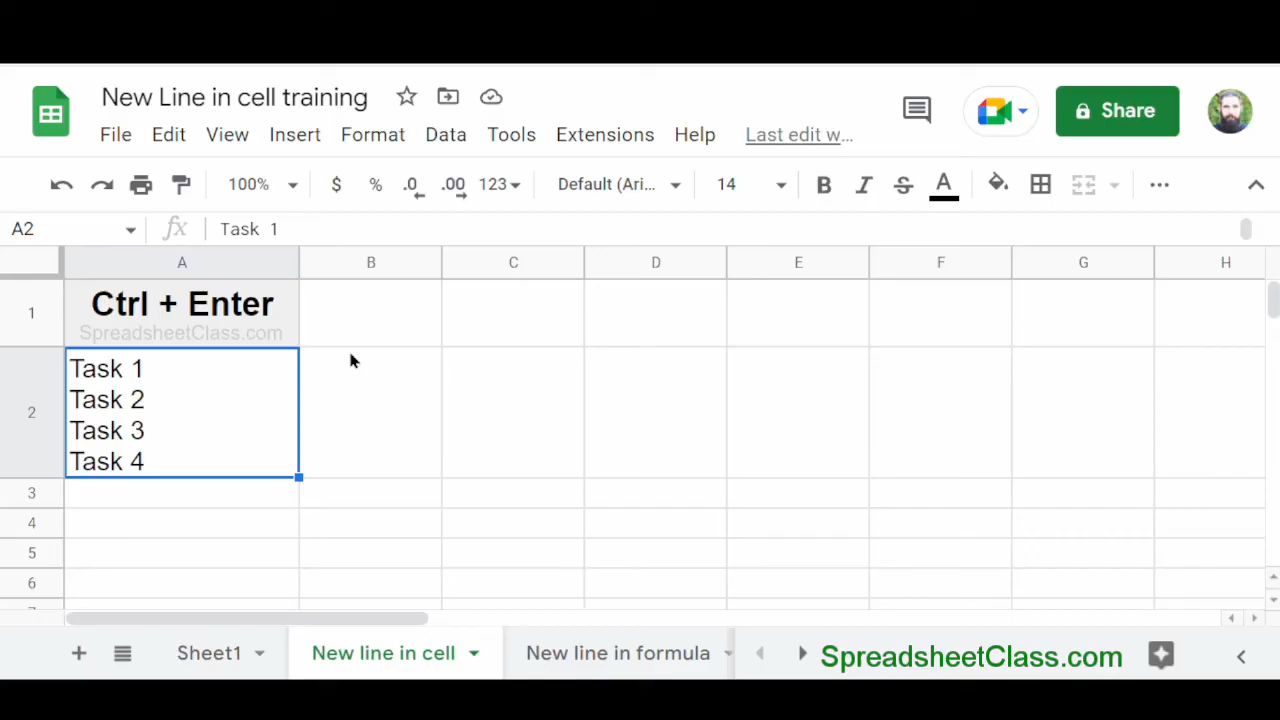 New Line in cell training
File Edit View Insert Format Data Tools Extensions Help Last edit w...
Share
100% $ % .0 .00 123 Default (Ari... 14 B I S A
A2 fx Task 1
A B C D E F G H
1 Ctrl + Enter
SpreadsheetClass.com
Task 1
Task 2
2
Task 3
Task 4
3
4
5
6
Sheet1 New line in cell New line in formula SpreadsheetClass.com